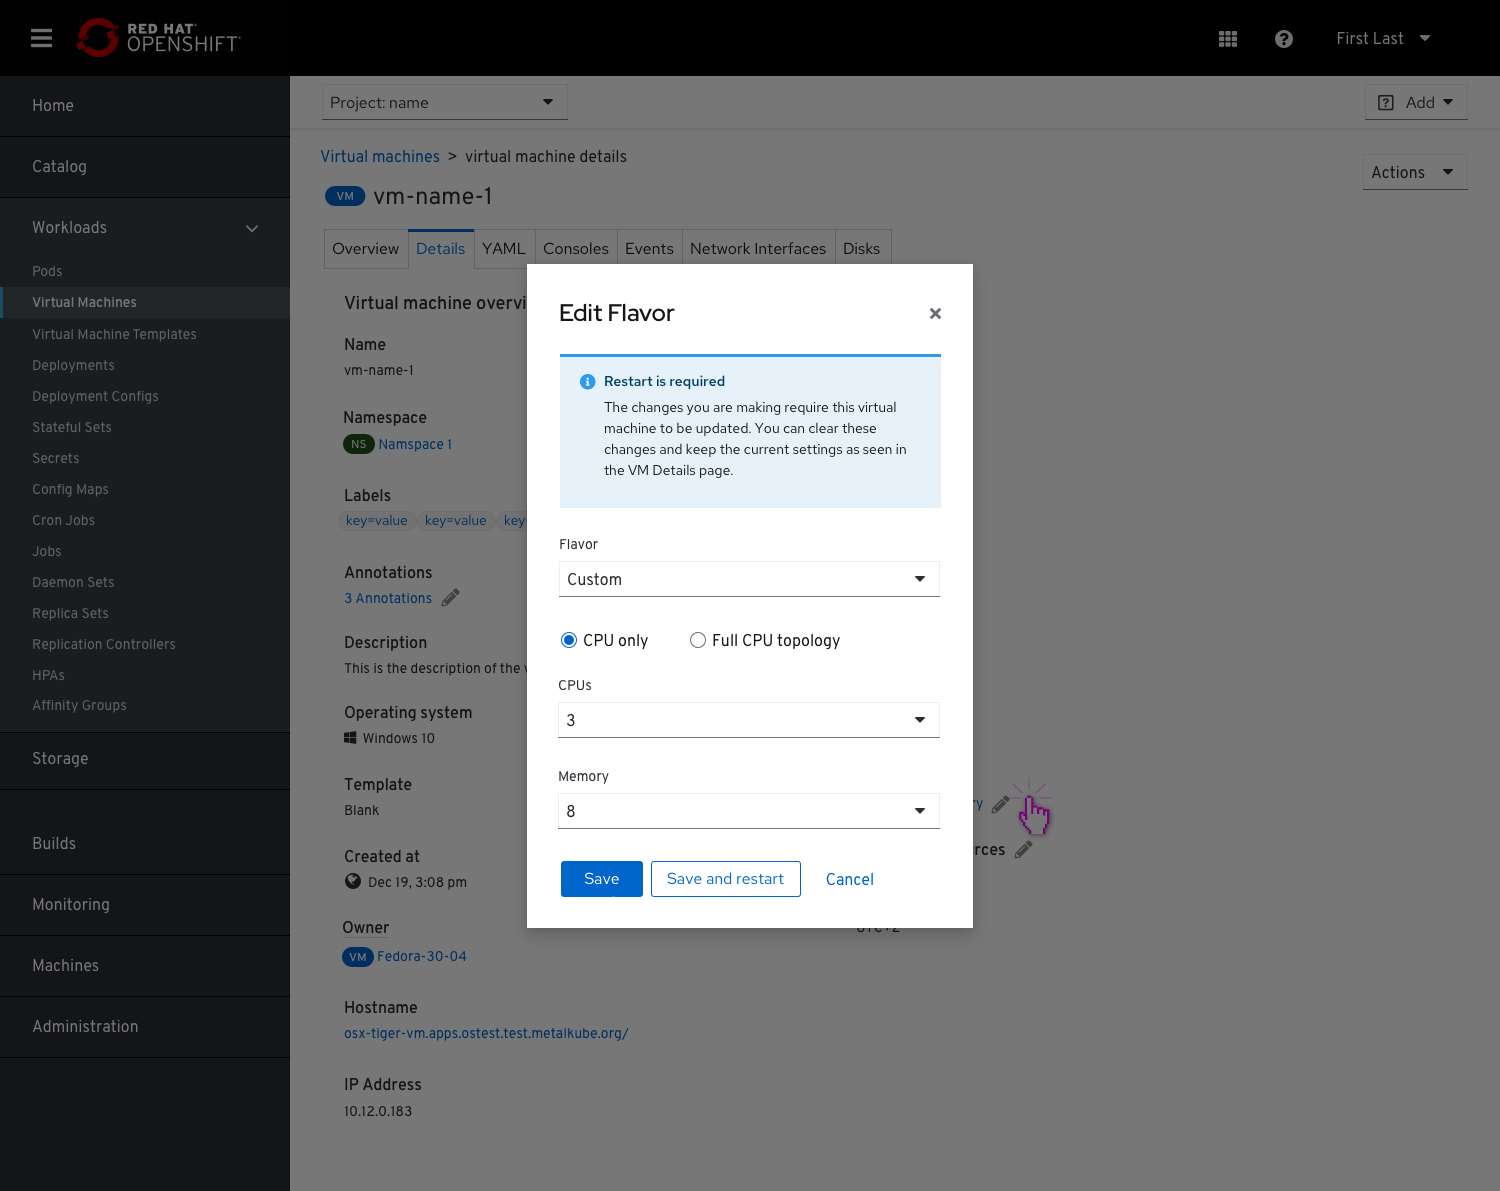 RED HAT
OPENSHIFT
First Last
Home
Catalog
Workloads
Pods
Virtual Machines
Virtual Machine Templates
Deployments
Deployment Configs
Stateful Sets
Secrets
Config Maps
Cron Jobs
Jobs
Daemon Sets
Replica Sets
Replication Controllers
HPAs
Affinity Groups
Storage
Builds
Monitoring
Machines
Administration
Project: name
Add
Virtual machines > virtual machine details
Actions
VM vm-name-1
Overview Details YAML Consoles Events Network Interfaces Disks
Virtual machine overvi
Name
vm-name-1
Namespace
NS Namspace 1
Labels
key=value key=value key=
Annotations
3 Annotations
Description
This is the description of the v
Operating system
Windows 10
Template
Blank
Created at
Dec 19, 3:08 pm
Owner
VM Fedora-30-04
Hostname
osx-tiger-vm.apps.ostest.test.metalkube.org/
IP Address
10.12.0.183
Edit Flavor
Restart is required
The changes you are making require this virtual
machine to be updated. You can clear these
changes and keep the current settings as seen in
the VM Details page.
Flavor
Custom
CPU only Full CPU topology
CPUs
3
Memory
8
Save Save and restart Cancel
ry
rces